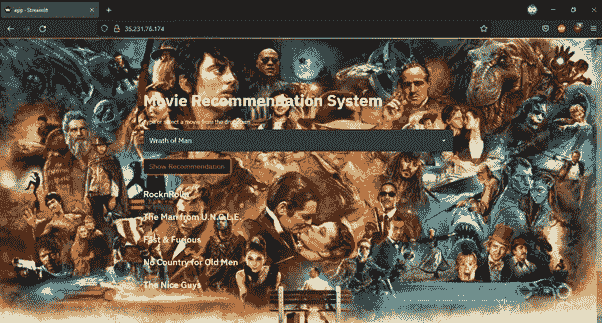 app · Streamlit
35.231.76.174
Movie Recommendation System
Type or select a movie from the dropdown
Wrath of Man
Show Recommendation
RocknRolla
The Man from U.N.C.L.E.
Fast & Furious
No Country for Old Men
The Nice Guys